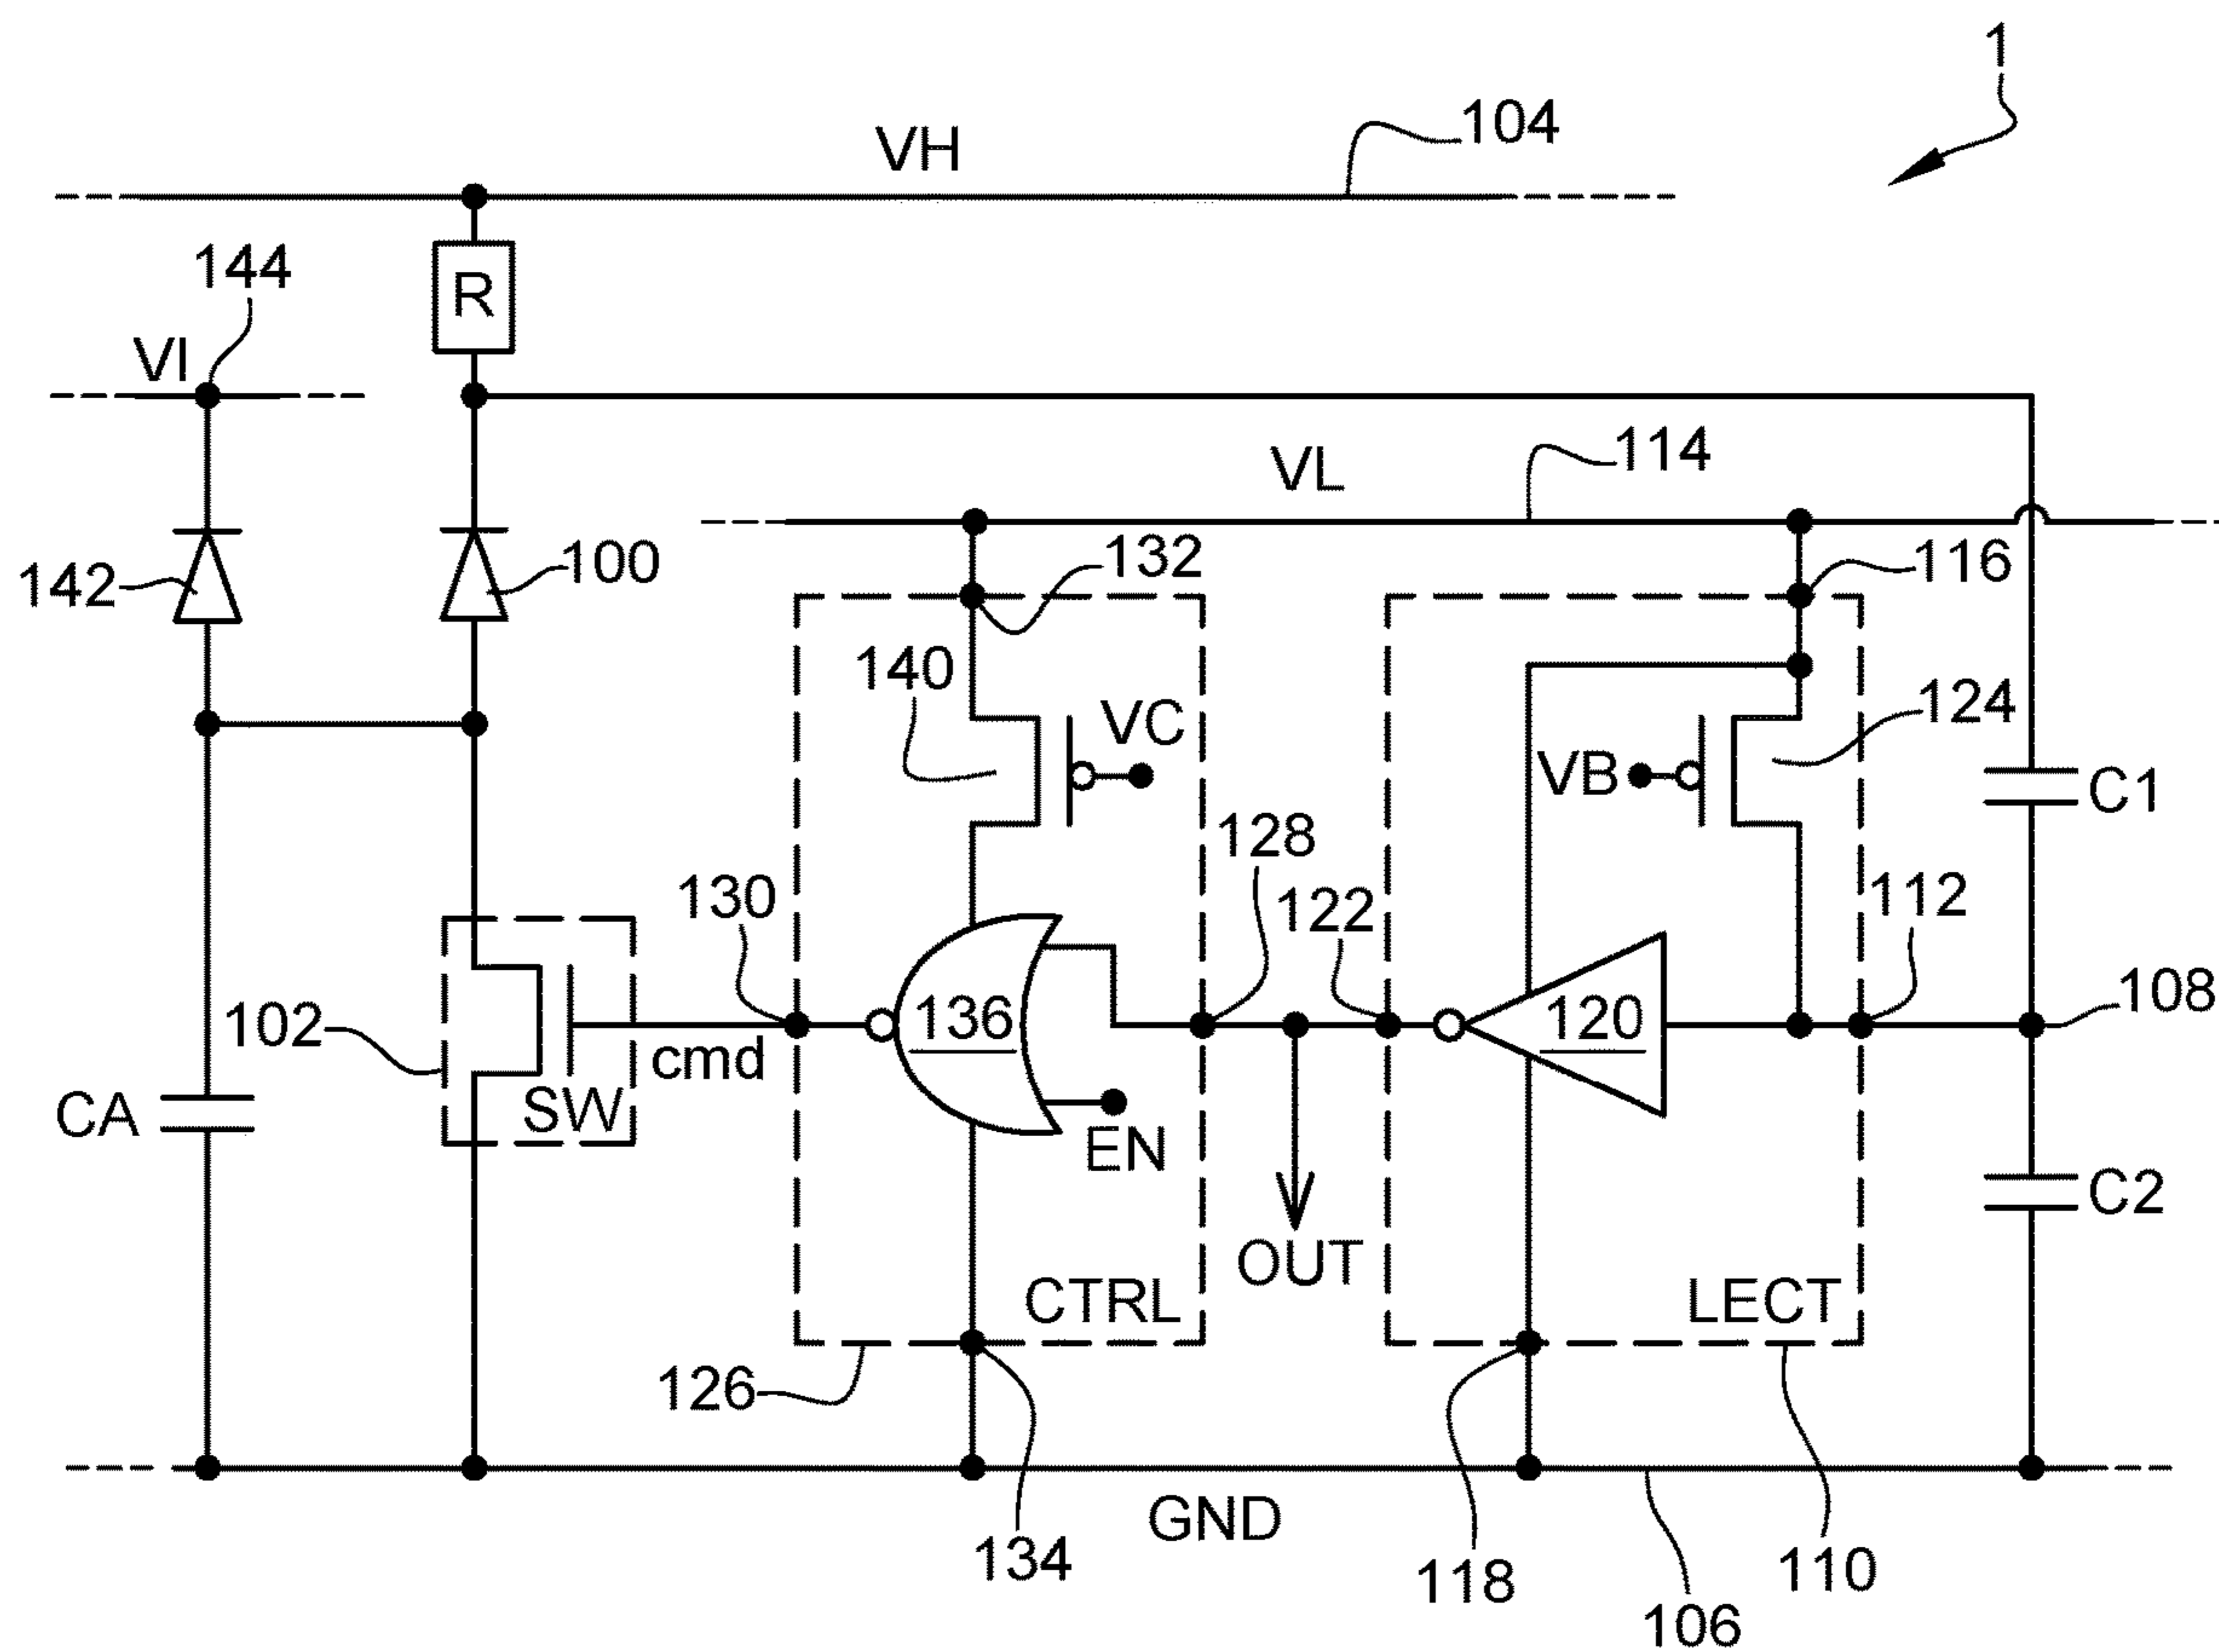 1
VH
104
144
R
VI
VL
114
142
100
132
116
140
VC
VB
124
C1
130
128
122
112
108
102
136
120
cmd
CA
SW
EN
C2
OUT
CTRL
LECT
126
GND
134
118
110
106